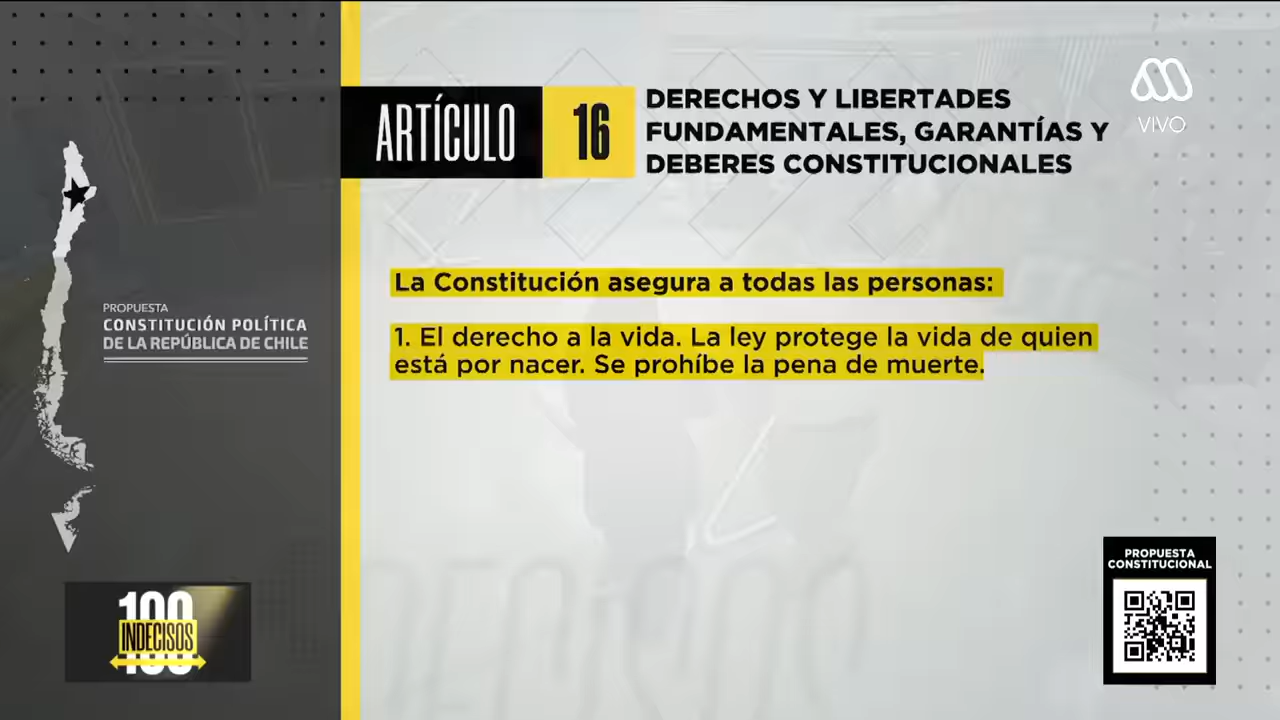 ARTÍCULO 16
DERECHOS Y LIBERTADES
FUNDAMENTALES, GARANTÍAS Y
DEBERES CONSTITUCIONALES
VIVO
La Constitución asegura a todas las personas:
1. El derecho a la vida. La ley protege la vida de quien
está por nacer. Se prohíbe la pena de muerte.
PROPUESTA
CONSTITUCIÓN POLÍTICA
DE LA REPÚBLICA DE CHILE
100
INDECISOS
PROPUESTA
CONSTITUCIONAL